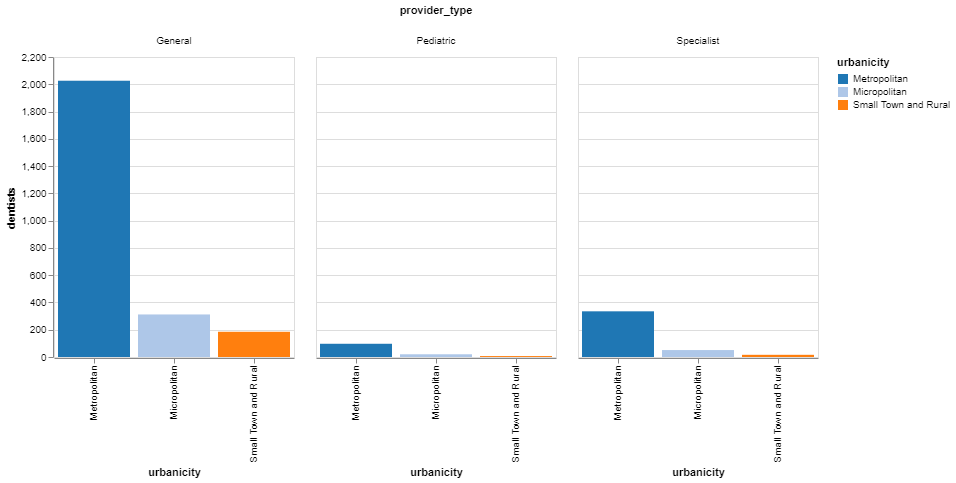 provider_type
General
Pediatric
Specialist
urbanicity
Metropolitan
Micropolitan
Small Town and Rural
dentists
2,200
2,000
1,800
1,600
1,400
1,200
1,000
800
600
400
200
0
Metropolitan
Micropolitan
Small Town and Rural
Metropolitan
Micropolitan
Small Town and Rural
Metropolitan
Micropolitan
Small Town and Rural
urbanicity
urbanicity
urbanicity